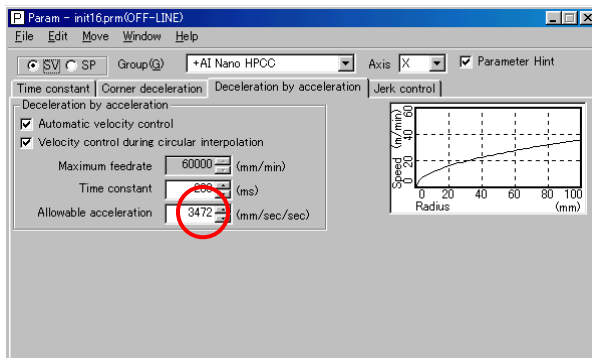 Param - init16.prm(OFF-LINE)
File Edit Move Window Help
SV SP Group(G) +AI Nano HPCC Axis X Parameter Hint
Time constant Corner deceleration Deceleration by acceleration Jerk control
Deceleration by acceleration
Automatic velocity control
Velocity control during circular interpolation
Maximum feedrate 60000 (mm/min)
Time constant (ms)
Allowable acceleration 3472 (mm/sec/sec)
Speed (m/min)
0 20 40 60
0 20 40 60 80 100
Radius (mm)